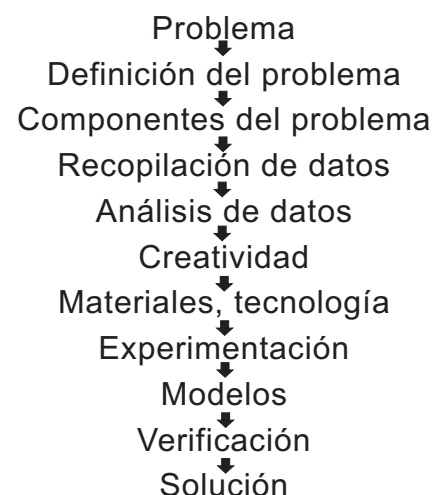 Problema
Definición del problema
Componentes del problema
Recopilación de datos
Análisis de datos
Creatividad
Materiales, tecnología
Experimentación
Modelos
Verificación
Solución